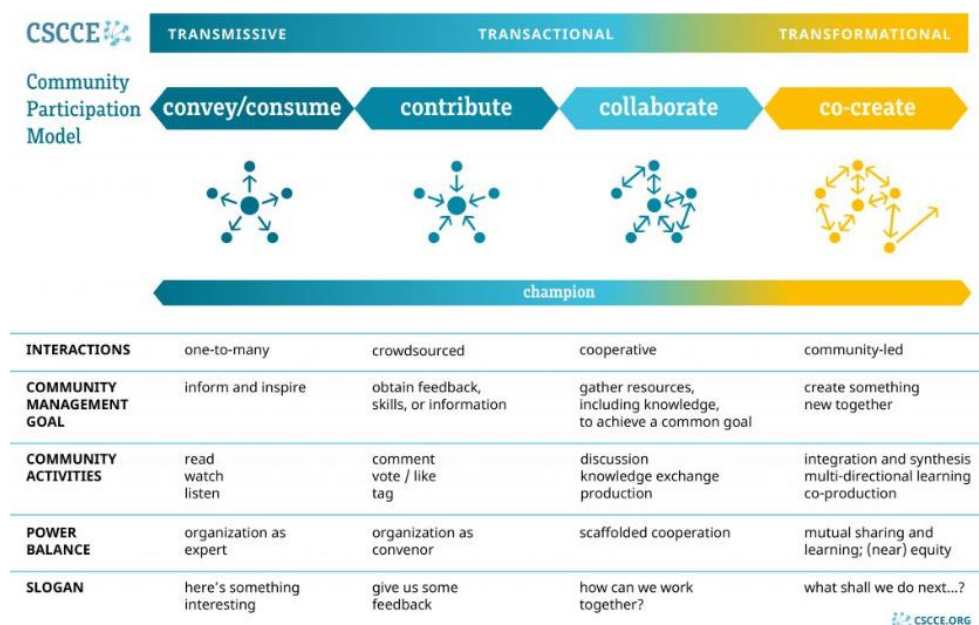 CSCCE
TRANSMISSIVE TRANSACTIONAL TRANSFORMATIONAL
Community
Participation
Model
convey/consume contribute collaborate co-create
champion
INTERACTIONS one-to-many crowdsourced cooperative community-led
COMMUNITY inform and inspire obtain feedback, gather resources, create something
MANAGEMENT skills, or information including knowledge, new together
GOAL to achieve a common goal
COMMUNITY read comment discussion integration and synthesis
ACTIVITIES watch vote / like knowledge exchange multi-directional learning
listen tag production co-production
POWER organization as organization as scaffolded cooperation mutual sharing and
BALANCE expert convenor learning; (near) equity
SLOGAN here's something give us some how can we work what shall we do next...?
interesting feedback together?
CSCCE.ORG